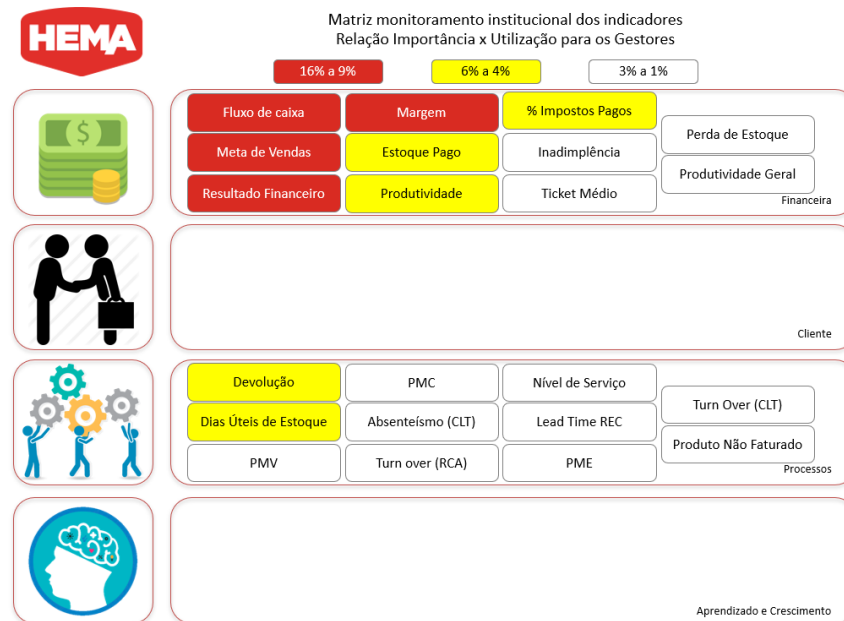 HEMA
Matriz monitoramento institucional dos indicadores
Relação Importância x Utilização para os Gestores
16% a 9%
6% a 4%
3% a 1%
Fluxo de caixa
Margem
% Impostos Pagos
Perda de Estoque
Meta de Vendas
Estoque Pago
Inadimplência
Produtividade Geral
Resultado Financeiro
Produtividade
Ticket Médio
Financeira
Cliente
Devolução
PMC
Nível de Serviço
Turn Over (CLT)
Dias Úteis de Estoque
Absenteísmo (CLT)
Lead Time REC
Produto Não Faturado
PMV
Turn over (RCA)
PME
Processos
Aprendizado e Crescimento